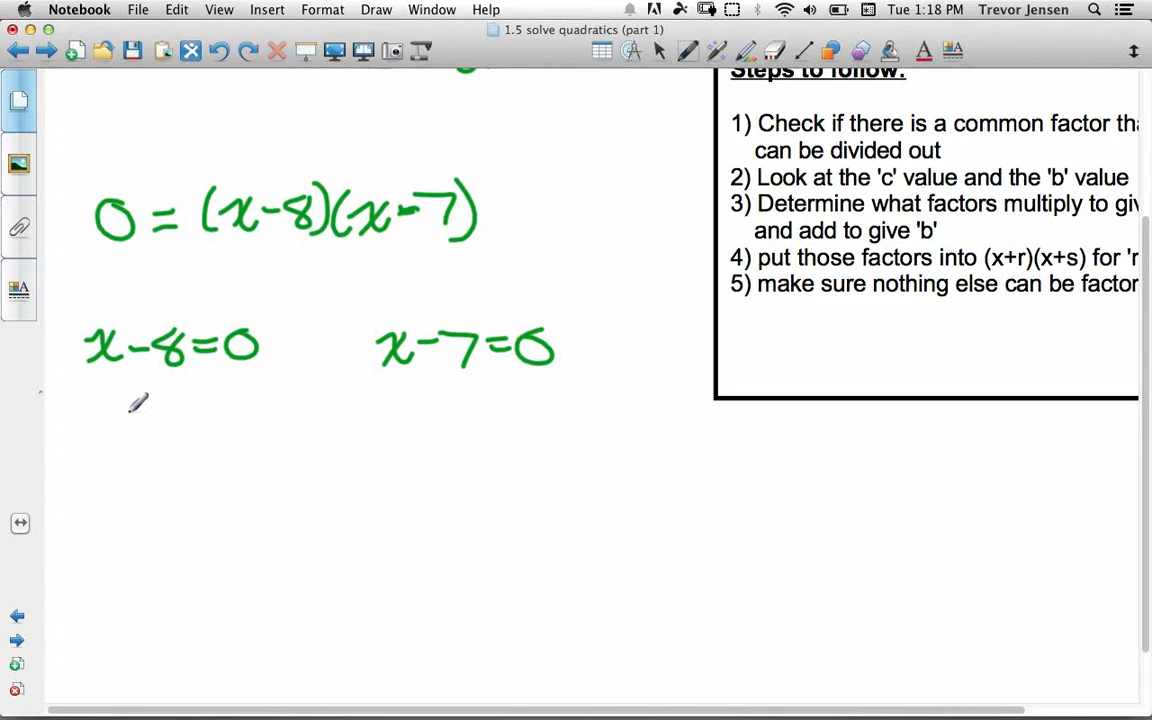 Notebook File Edit View Insert Format Draw Window Help Tue 1:18 PM Trevor Jensen
1.5 solve quadratics (part 1)
Steps to follow:
1) Check if there is a common factor
can be divided out
2) Look at the 'c' value and the 'b' value
3) Determine what factors multiply to
and add to give 'b'
4) put those factors into (x+r)(x+s) for
5) make sure nothing else can be
0 = (x-8)(x-7)
x-8=0 x-7=0